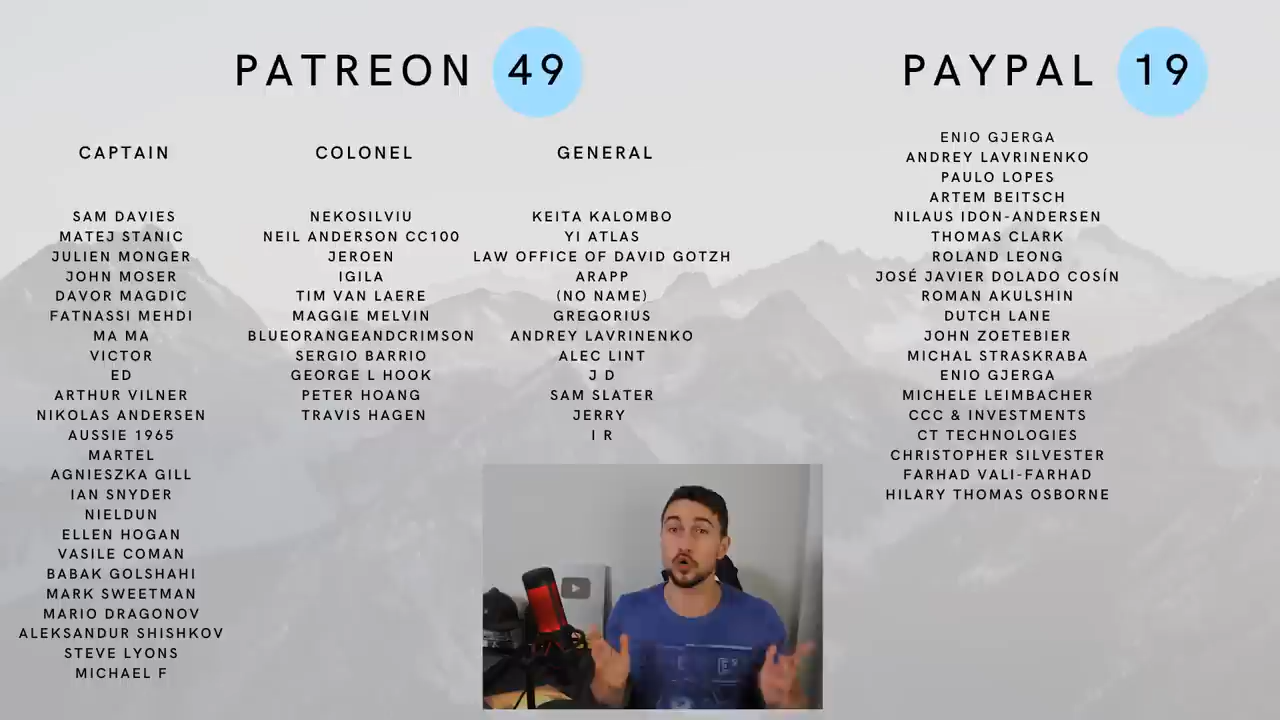 PATREON 49
CAPTAIN
SAM DAVIES
MATEJ STANIC
JULIEN MONGER
JOHN MOSER
DAVOR MAGDIC
FATNASSI MEHDI
MA MA
VICTOR
ED
ARTHUR VILNER
NIKOLAS ANDERSEN
AUSSIE 1965
MARTEL
AGNIESZKA GILL
IAN SNYDER
NIELDUN
ELLEN HOGAN
VASILE COMAN
BABAK GOLSHAHI
MARK SWEETMAN
MARIO DRAGONOV
ALEKSANDUR SHISHKOV
STEVE LYONS
MICHAEL F
COLONEL
NEKOSILVIU
NEIL ANDERSON CC100
JEROEN
IGILA
TIM VAN LAERE
MAGGIE MELVIN
BLUEORANGEANDCRIMSON
SERGIO BARRIO
GEORGE L HOOK
PETER HOANG
TRAVIS HAGEN
GENERAL
KEITA KALOMBO
YI ATLAS
LAW OFFICE OF DAVID GOTZH
ARAPP
(NO NAME)
GREGORIUS
ANDREY LAVRINENKO
ALEC LINT
J D
SAM SLATER
JERRY
I R
PAYPAL 19
ENIO GJERGA
ANDREY LAVRINENKO
PAULO LOPES
ARTEM BEITSCH
NILAUS IDON-ANDERSEN
THOMAS CLARK
ROLAND LEONG
JOSÉ JAVIER DOLADO COSÍN
ROMAN AKULSHIN
DUTCH LANE
JOHN ZOETEBIER
MICHAL STRASKRABA
ENIO GJERGA
MICHELE LEIMBACHER
CCC & INVESTMENTS
CT TECHNOLOGIES
CHRISTOPHER SILVESTER
FARHAD VALI-FARHAD
HILARY THOMAS OSBORNE